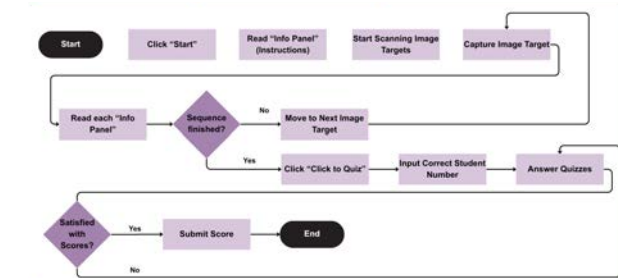 Start
Click "Start"
Read "Info Panel"
(Instructions)
Start Scanning Image
Targets
Capture Image Target
Read each "Info
Panel"
Sequence
finished?
No
Move to Next Image
Target
Yes
Click "Click to Quiz"
Input Correct Student
Number
Answer Quizzes
Satisfied
with
Scores?
Yes
Submit Score
End
No